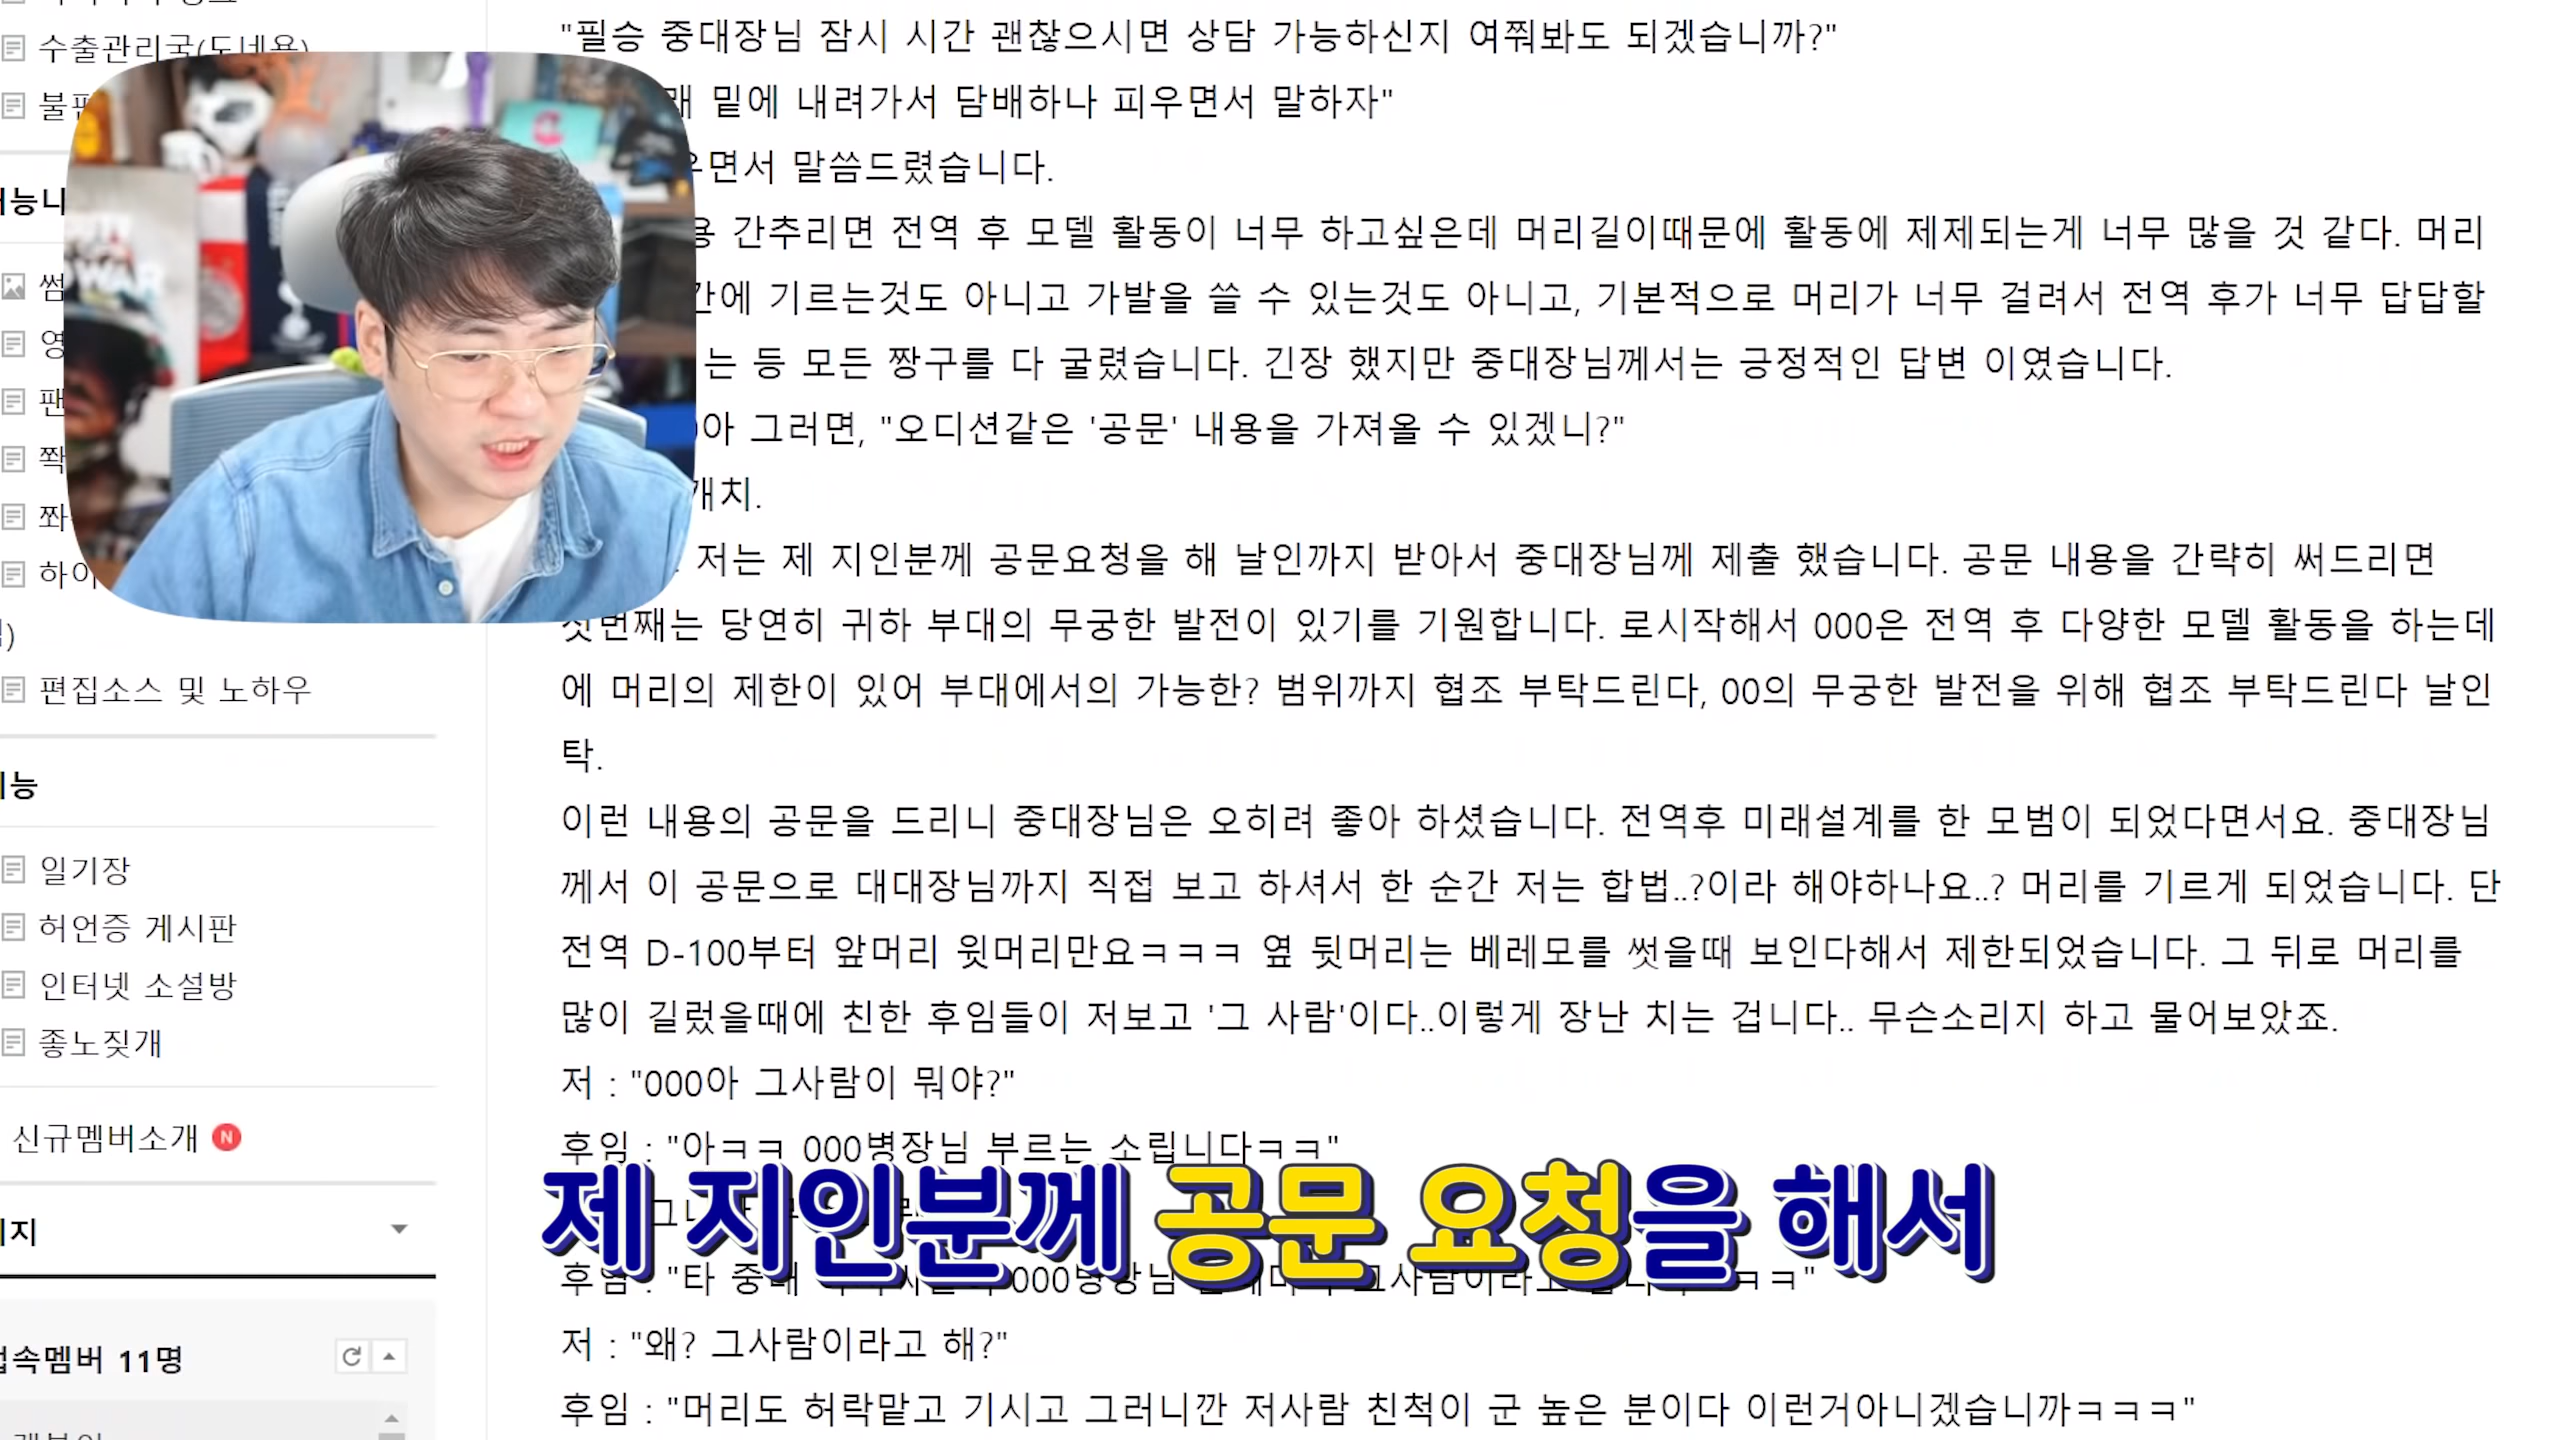 수출관리국(도네용)
"필승 중대장님 잠시 시간 괜찮으시면 상담 가능하신지 여쭤봐도 되겠습니까?"
밑에 내려가서 담배하나 피우면서 말하자"
면서 말씀드렸습니다.
용 간추리면 전역 후 모델 활동이 너무 하고싶은데 머리길이때문에 활동에 제제되는게 너무 많을 것 같다. 머리
간에 기르는것도 아니고 가발을 쓸 수 있는것도 아니고, 기본적으로 머리가 너무 걸려서 전역 후가 너무 답답할
는 등 모든 짱구를 다 굴렸습니다. 긴장 했지만 중대장님께서는 긍정적인 답변 이였습니다.
아 그러면, "오디션같은 '공문' 내용을 가져올 수 있겠니?"
캐치.
저는 제 지인분께 공문요청을 해 날인까지 받아서 중대장님께 제출 했습니다. 공문 내용을 간략히 써드리면
첫번째는 당연히 귀하 부대의 무궁한 발전이 있기를 기원합니다. 로시작해서 000은 전역 후 다양한 모델 활동을 하는데
에 머리의 제한이 있어 부대에서의 가능한? 범위까지 협조 부탁드린다, 00의 무궁한 발전을 위해 협조 부탁드린다 날인
탁.
이런 내용의 공문을 드리니 중대장님은 오히려 좋아 하셨습니다. 전역후 미래설계를 한 모범이 되었다면서요. 중대장님
께서 이 공문으로 대대장님까지 직접 보고 하셔서 한 순간 저는 합법..?이라 해야하나요..? 머리를 기르게 되었습니다. 단
전역 D-100부터 앞머리 윗머리만요ㅋㅋㅋ 옆 뒷머리는 베레모를 썻을때 보인다해서 제한되었습니다. 그 뒤로 머리를
많이 길렀을때에 친한 후임들이 저보고 '그 사람'이다..이렇게 장난 치는 겁니다.. 무슨소리지 하고 물어보았죠.
저 : "000아 그사람이 뭐야?"
후임 : "아ㅋㅋ 000병장님 부르는 소립니다ㅋㅋ"
후임 : "타 중대 000병장님 그사람이라고 ㅋㅋ"
저 : "왜? 그사람이라고 해?"
후임 : "머리도 허락맡고 기시고 그러니깐 저사람 친척이 군 높은 분이다 이런거아니겠습니까ㅋㅋㅋ"
제 지인분께 공문 요청을 해서
편집소스 및 노하우
능
일기장
허언증 게시판
인터넷 소설방
좋노짖개
신규멤버소개 N
지
접속멤버 11명